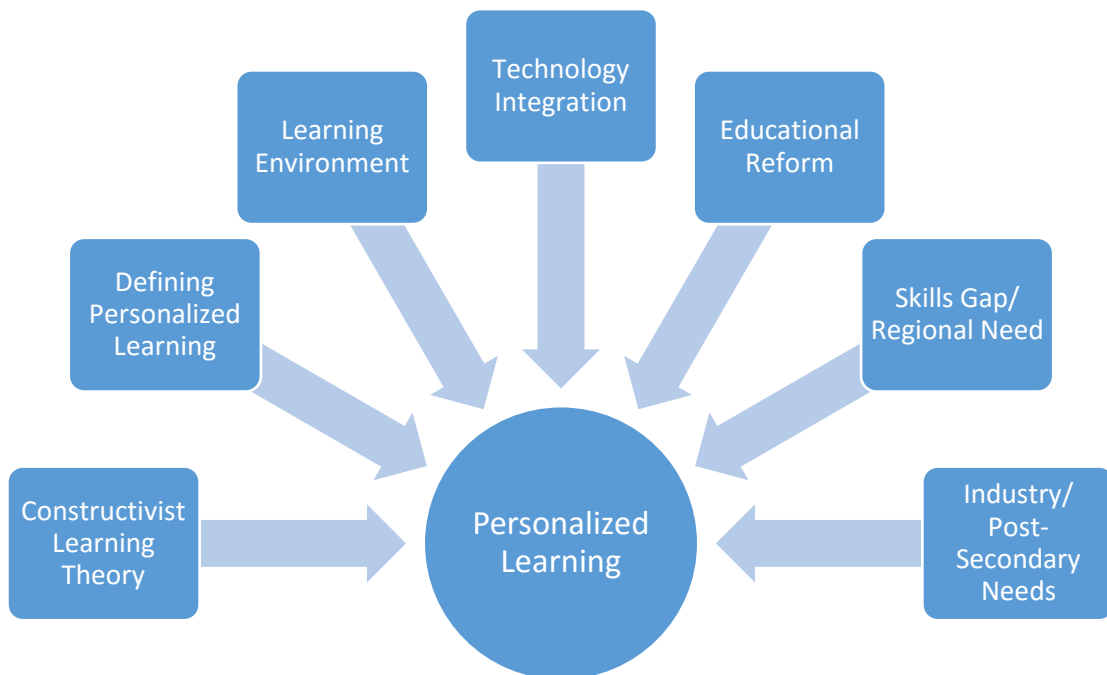 Technology
Integration
Learning
Environment
Educational
Reform
Defining
Personalized
Learning
Skills Gap/
Regional Need
Constructivist
Learning
Theory
Personalized
Learning
Industry/
Post-
Secondary
Needs